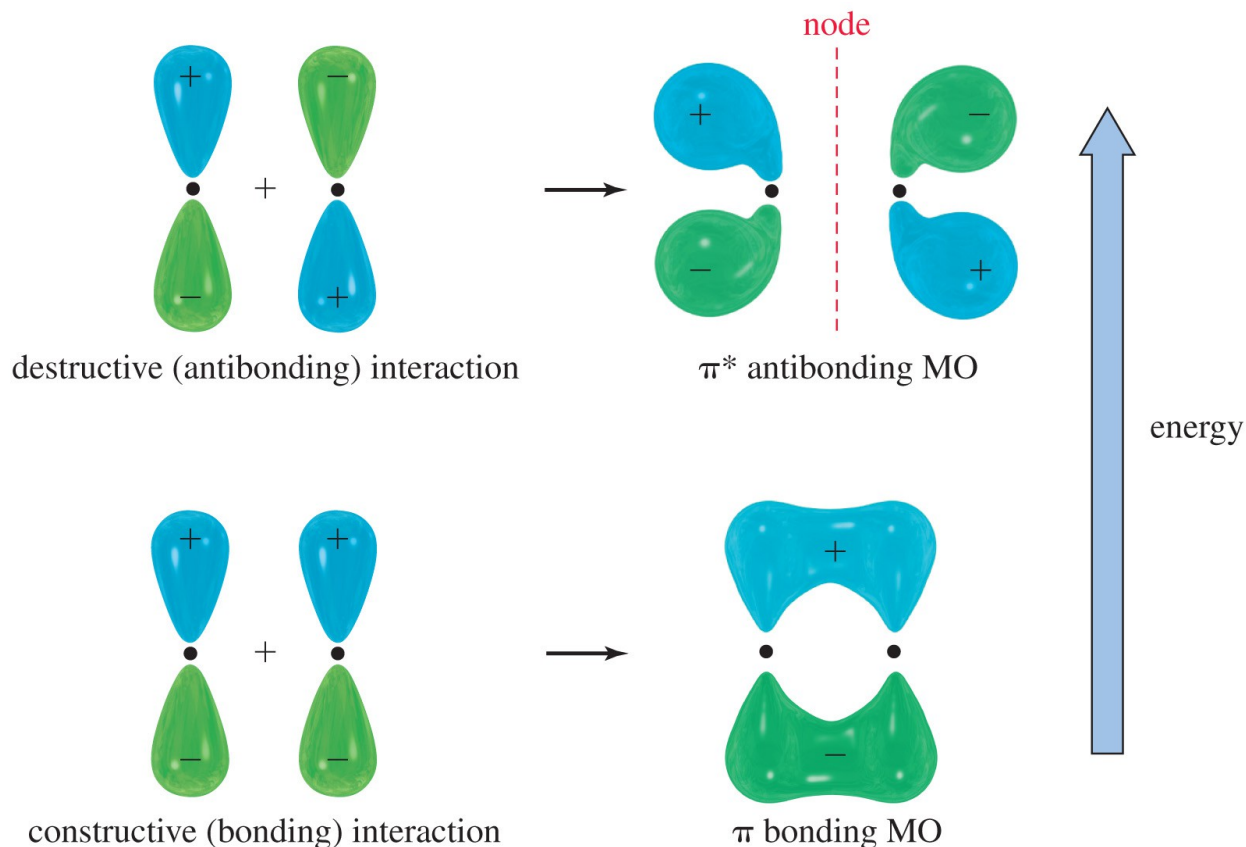 node
+ − + −
+
− + − +
destructive (antibonding) interaction
π* antibonding MO
energy
+ + +
+
− − −
constructive (bonding) interaction
π bonding MO